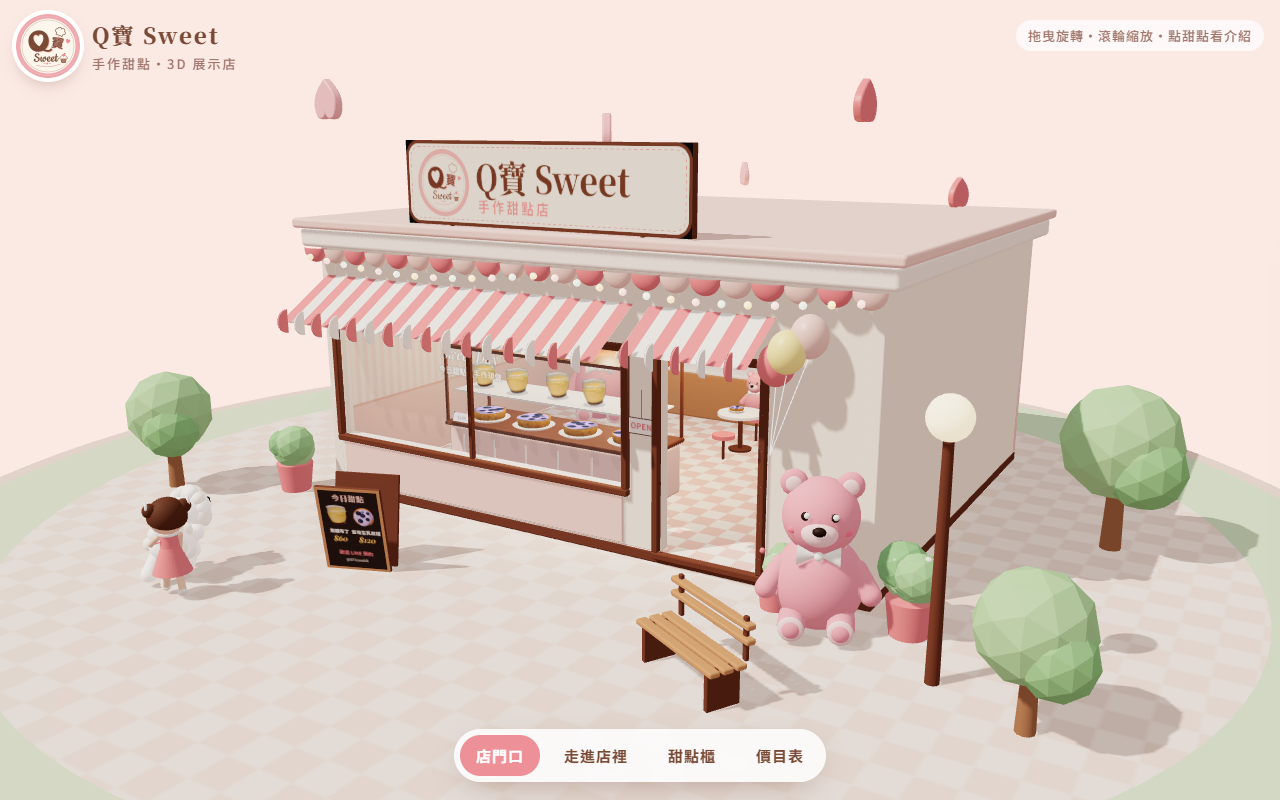 Q寶 Sweet
手作甜點・3D 展示店
拖曳旋轉・滾輪縮放・點甜點看介紹
Q寶
Sweet
Q寶 Sweet
手作甜點店
Q寶
Sweet
OPEN
今日甜點
$60 $120
店門口
走進店裡
甜點櫃
價目表